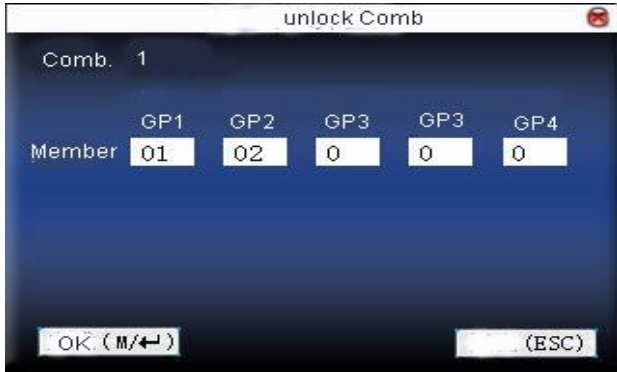 unlock Comb
Comb. 1
GP1 GP2 GP3 GP3 GP4
Member 01 02 0 0 0
OK (M/↵) (ESC)